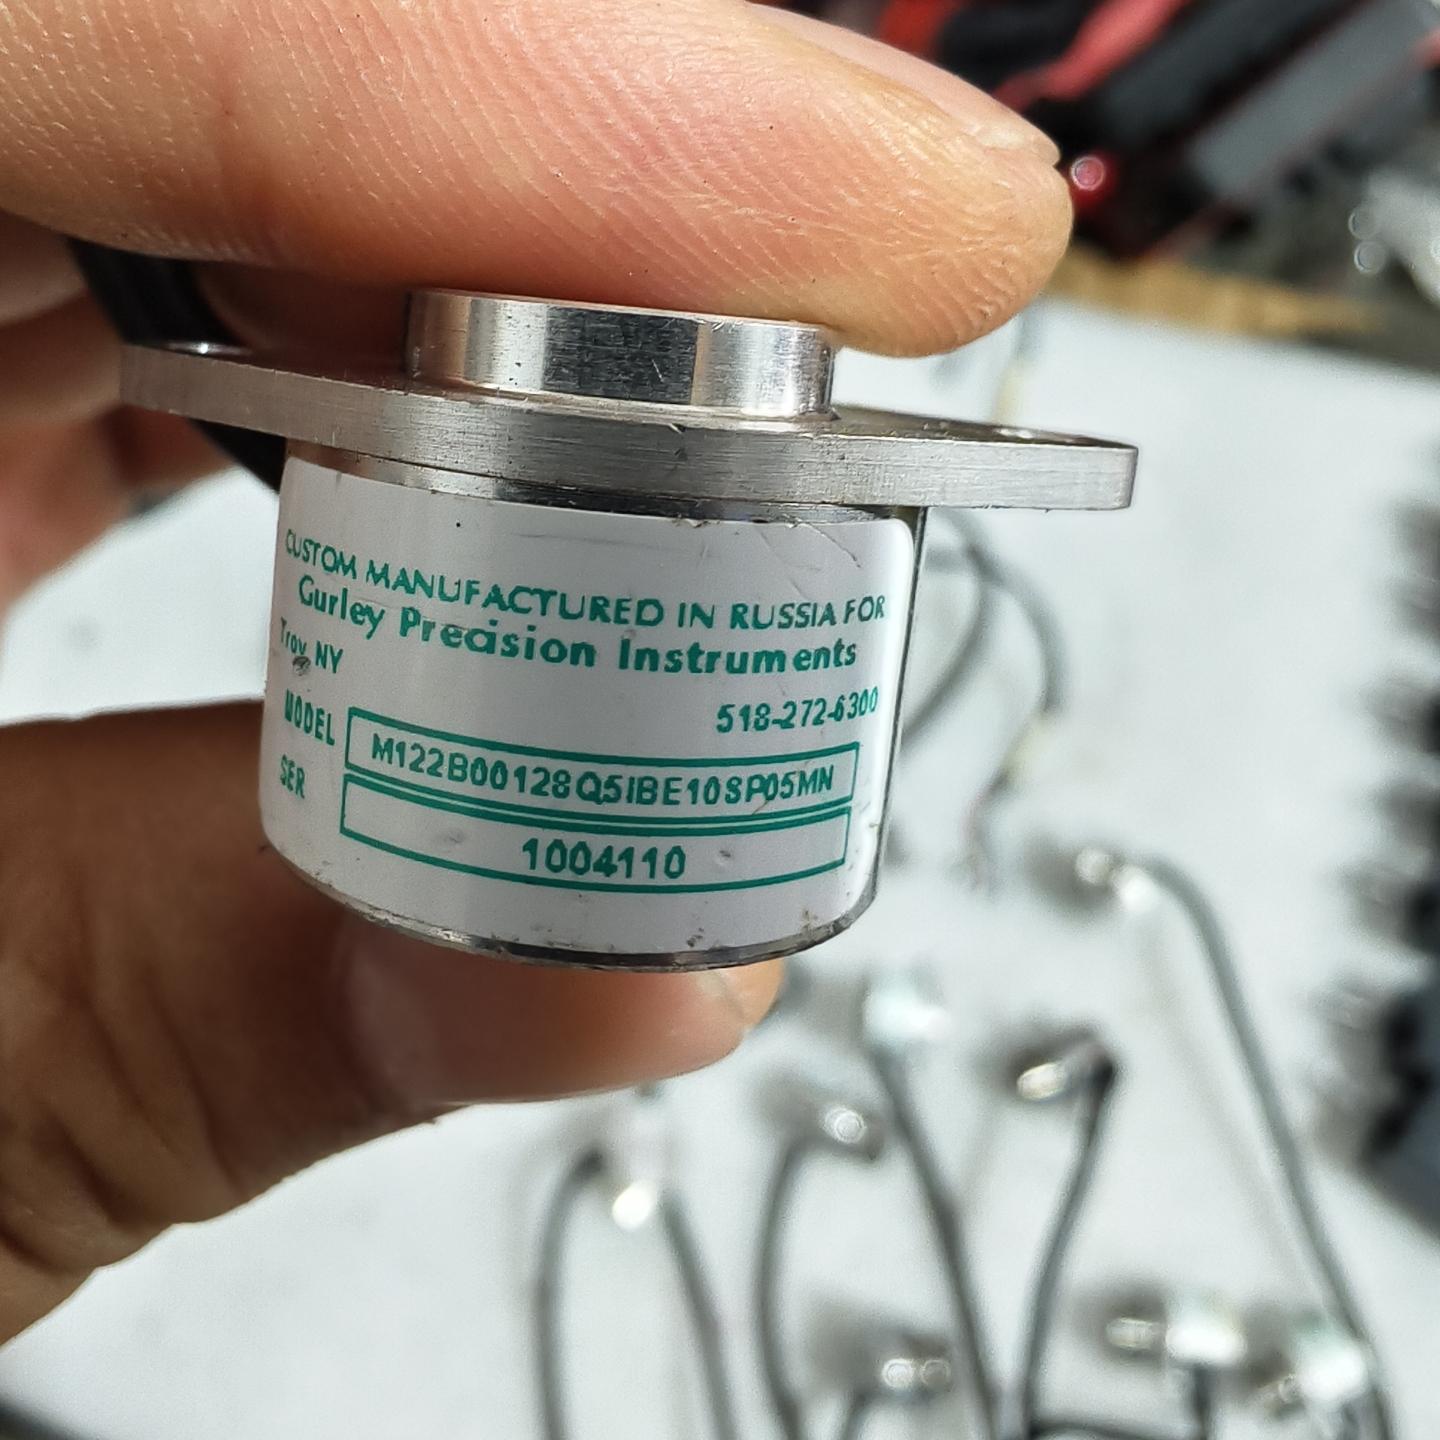 CUSTOM MANUFACTURED IN RUSSIA FOR
Gurley Precision Instruments
Troy, NY
518-272-6300
MODEL M122B00128Q5IBE10SP05MN
SER 1004110